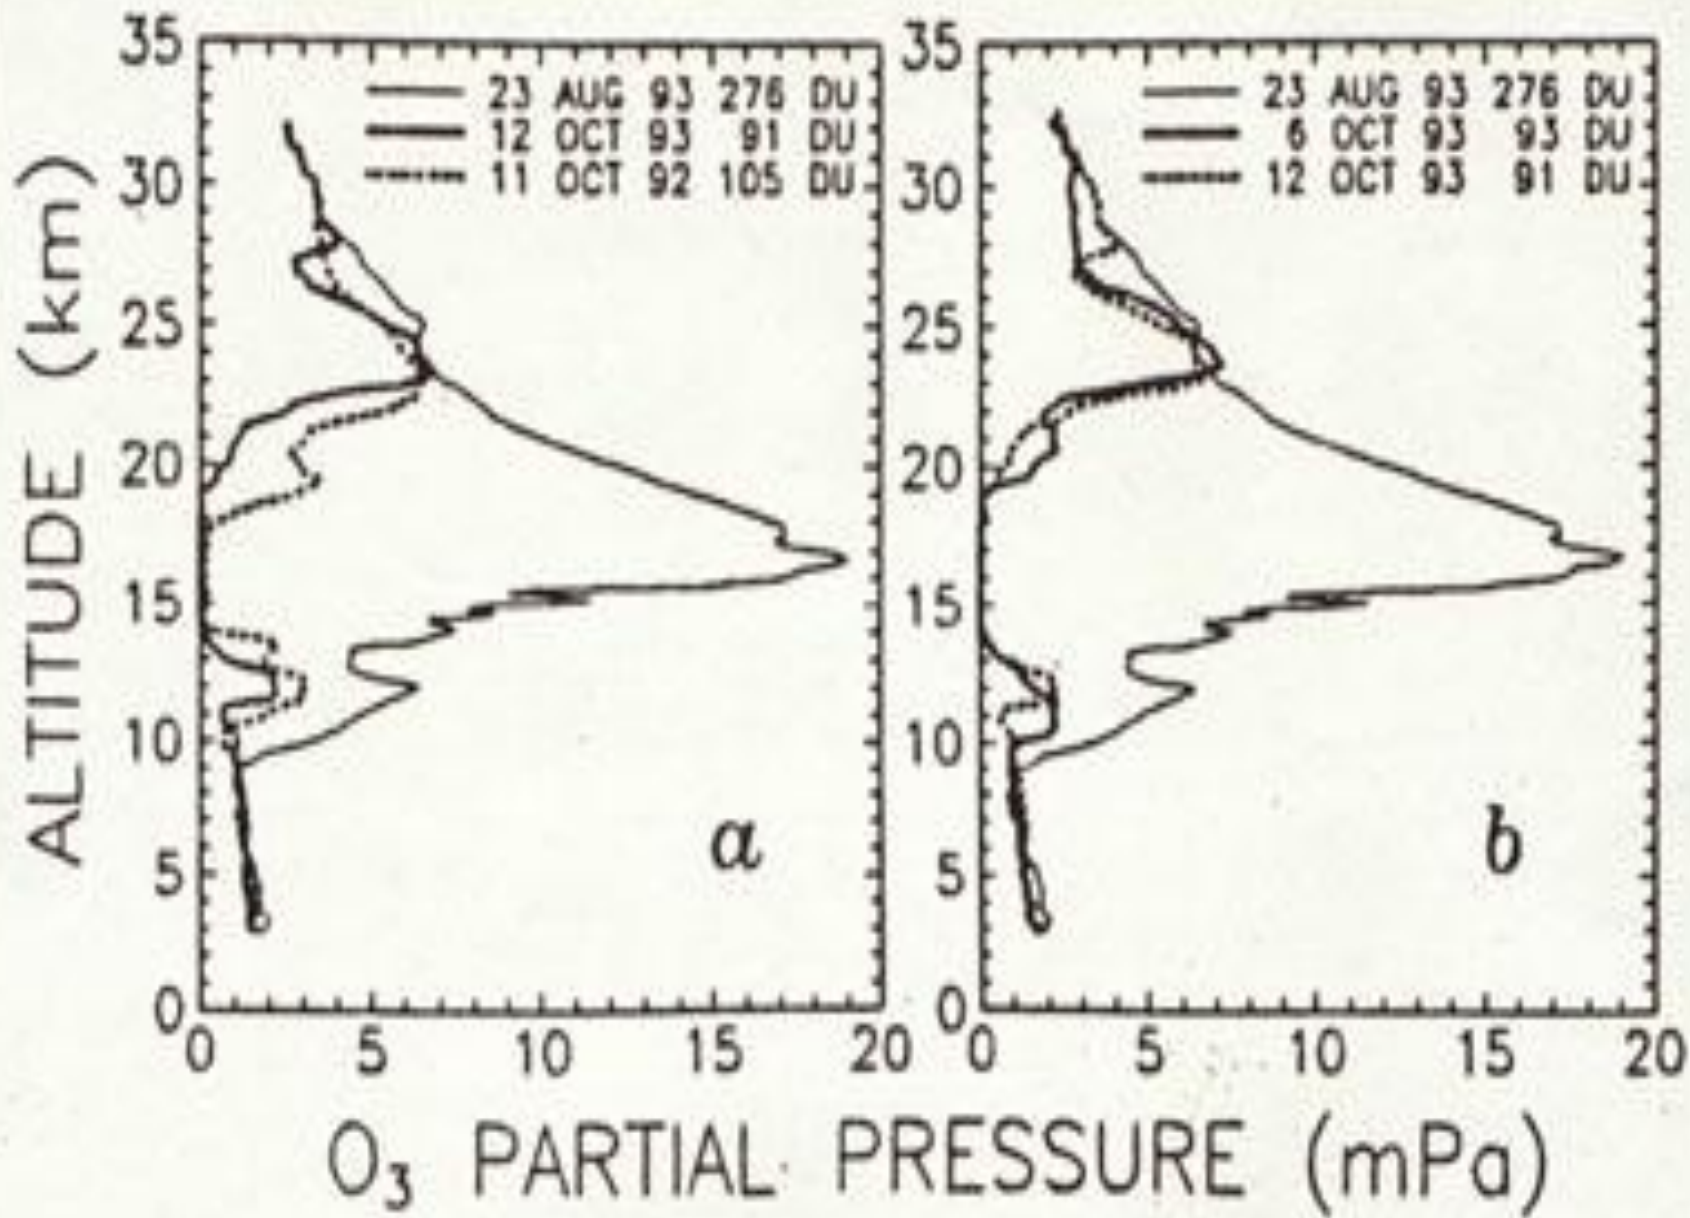 35
23 AUG 93 276 DU
12 OCT 93 91 DU
11 OCT 92 105 DU
30
25
20
15
10
5
0
0 5 10 15 20
a
ALTITUDE (km)
35
23 AUG 93 276 DU
6 OCT 93 93 DU
12 OCT 93 91 DU
30
25
20
15
10
5
0
0 5 10 15 20
b
O₃ PARTIAL PRESSURE (mPa)